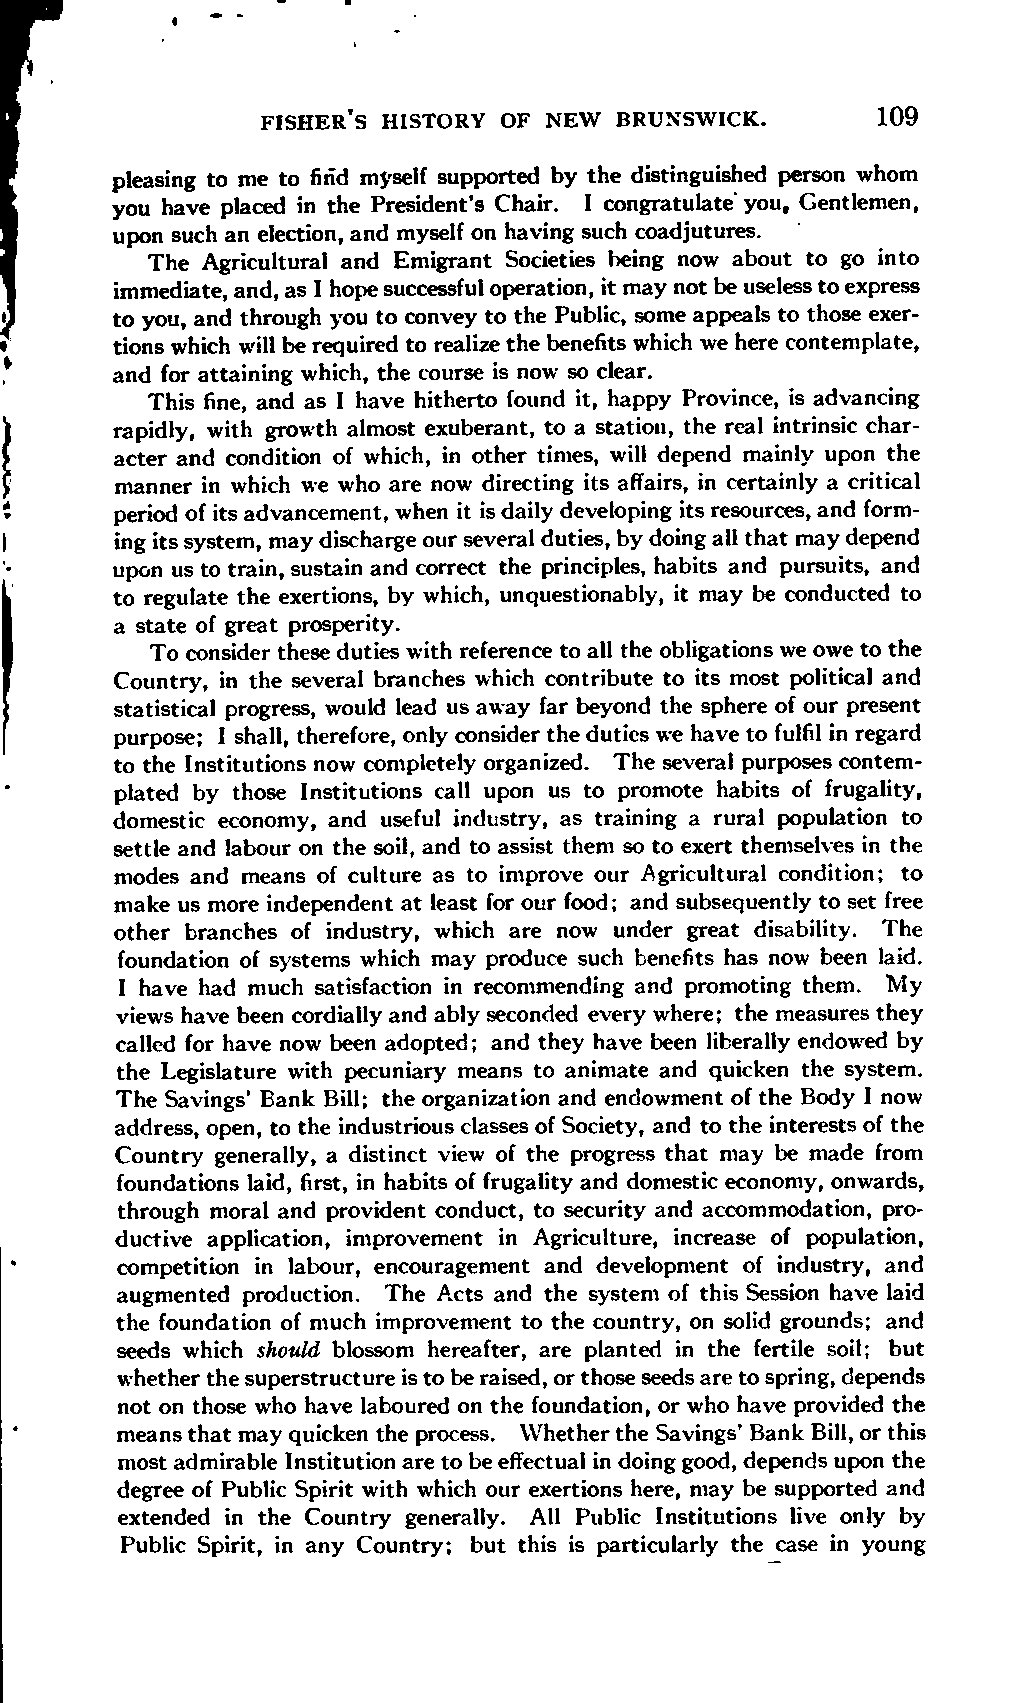 FISHER'S HISTORY OF NEW BRUNSWICK. 109
pleasing to me to find myself supported by the distinguished person whom
you have placed in the President's Chair. I congratulate you, Gentlemen,
upon such an election, and myself on having such coadjutures.
The Agricultural and Emigrant Societies being now about to go into
immediate, and, as I hope successful operation, it may not be useless to express
to you, and through you to convey to the Public, some appeals to those exer-
tions which will be required to realize the benefits which we here contemplate,
and for attaining which, the course is now so clear.
This fine, and as I have hitherto found it, happy Province, is advancing
rapidly, with growth almost exuberant, to a station, the real intrinsic char-
acter and condition of which, in other times, will depend mainly upon the
manner in which we who are now directing its affairs, in certainly a critical
period of its advancement, when it is daily developing its resources, and form-
ing its system, may discharge our several duties, by doing all that may depend
upon us to train, sustain and correct the principles, habits and pursuits, and
to regulate the exertions, by which, unquestionably, it may be conducted to
a state of great prosperity.
To consider these duties with reference to all the obligations we owe to the
Country, in the several branches which contribute to its most political and
statistical progress, would lead us away far beyond the sphere of our present
purpose; I shall, therefore, only consider the duties we have to fulfil in regard
to the Institutions now completely organized. The several purposes contem-
plated by those Institutions call upon us to promote habits of frugality,
domestic economy, and useful industry, as training a rural population to
settle and labour on the soil, and to assist them so to exert themselves in the
modes and means of culture as to improve our Agricultural condition; to
make us more independent at least for our food; and subsequently to set free
other branches of industry, which are now under great disability. The
foundation of systems which may produce such benefits has now been laid.
I have had much satisfaction in recommending and promoting them. My
views have been cordially and ably seconded every where; the measures they
called for have now been adopted; and they have been liberally endowed by
the Legislature with pecuniary means to animate and quicken the system.
The Savings' Bank Bill; the organization and endowment of the Body I now
address, open, to the industrious classes of Society, and to the interests of the
Country generally, a distinct view of the progress that may be made from
foundations laid, first, in habits of frugality and domestic economy, onwards,
through moral and provident conduct, to security and accommodation, pro-
ductive application, improvement in Agriculture, increase of population,
competition in labour, encouragement and development of industry, and
augmented production. The Acts and the system of this Session have laid
the foundation of much improvement to the country, on solid grounds; and
seeds which should blossom hereafter, are planted in the fertile soil; but
whether the superstructure is to be raised, or those seeds are to spring, depends
not on those who have laboured on the foundation, or who have provided the
means that may quicken the process. Whether the Savings' Bank Bill, or this
most admirable Institution are to be effectual in doing good, depends upon the
degree of Public Spirit with which our exertions here, may be supported and
extended in the Country generally. All Public Institutions live only by
Public Spirit, in any Country; but this is particularly the case in young